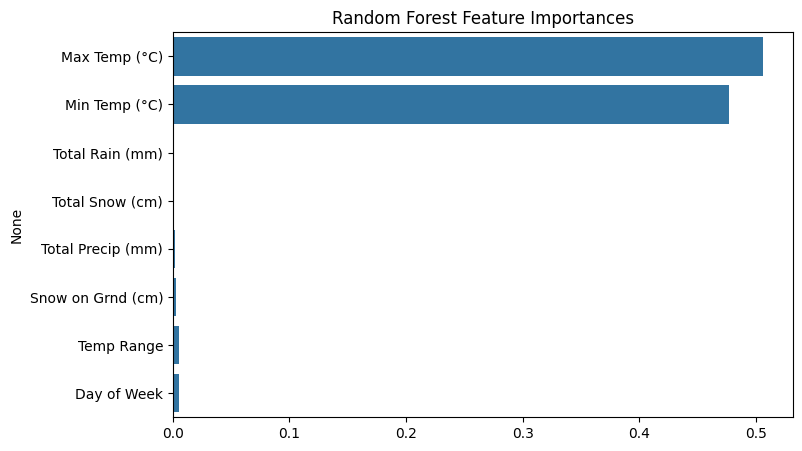 Random Forest Feature Importances
None
Max Temp (°C)
Min Temp (°C)
Total Rain (mm)
Total Snow (cm)
Total Precip (mm)
Snow on Grnd (cm)
Temp Range
Day of Week
0.0 0.1 0.2 0.3 0.4 0.5